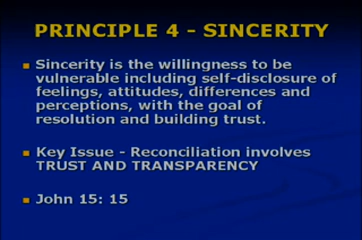 PRINCIPLE 4 - SINCERITY
Sincerity is the willingness to be
vulnerable including self-disclosure of
feelings, attitudes, differences and
perceptions, with the goal of
resolution and building trust.
Key Issue - Reconciliation involves
TRUST AND TRANSPARENCY
John 15: 15